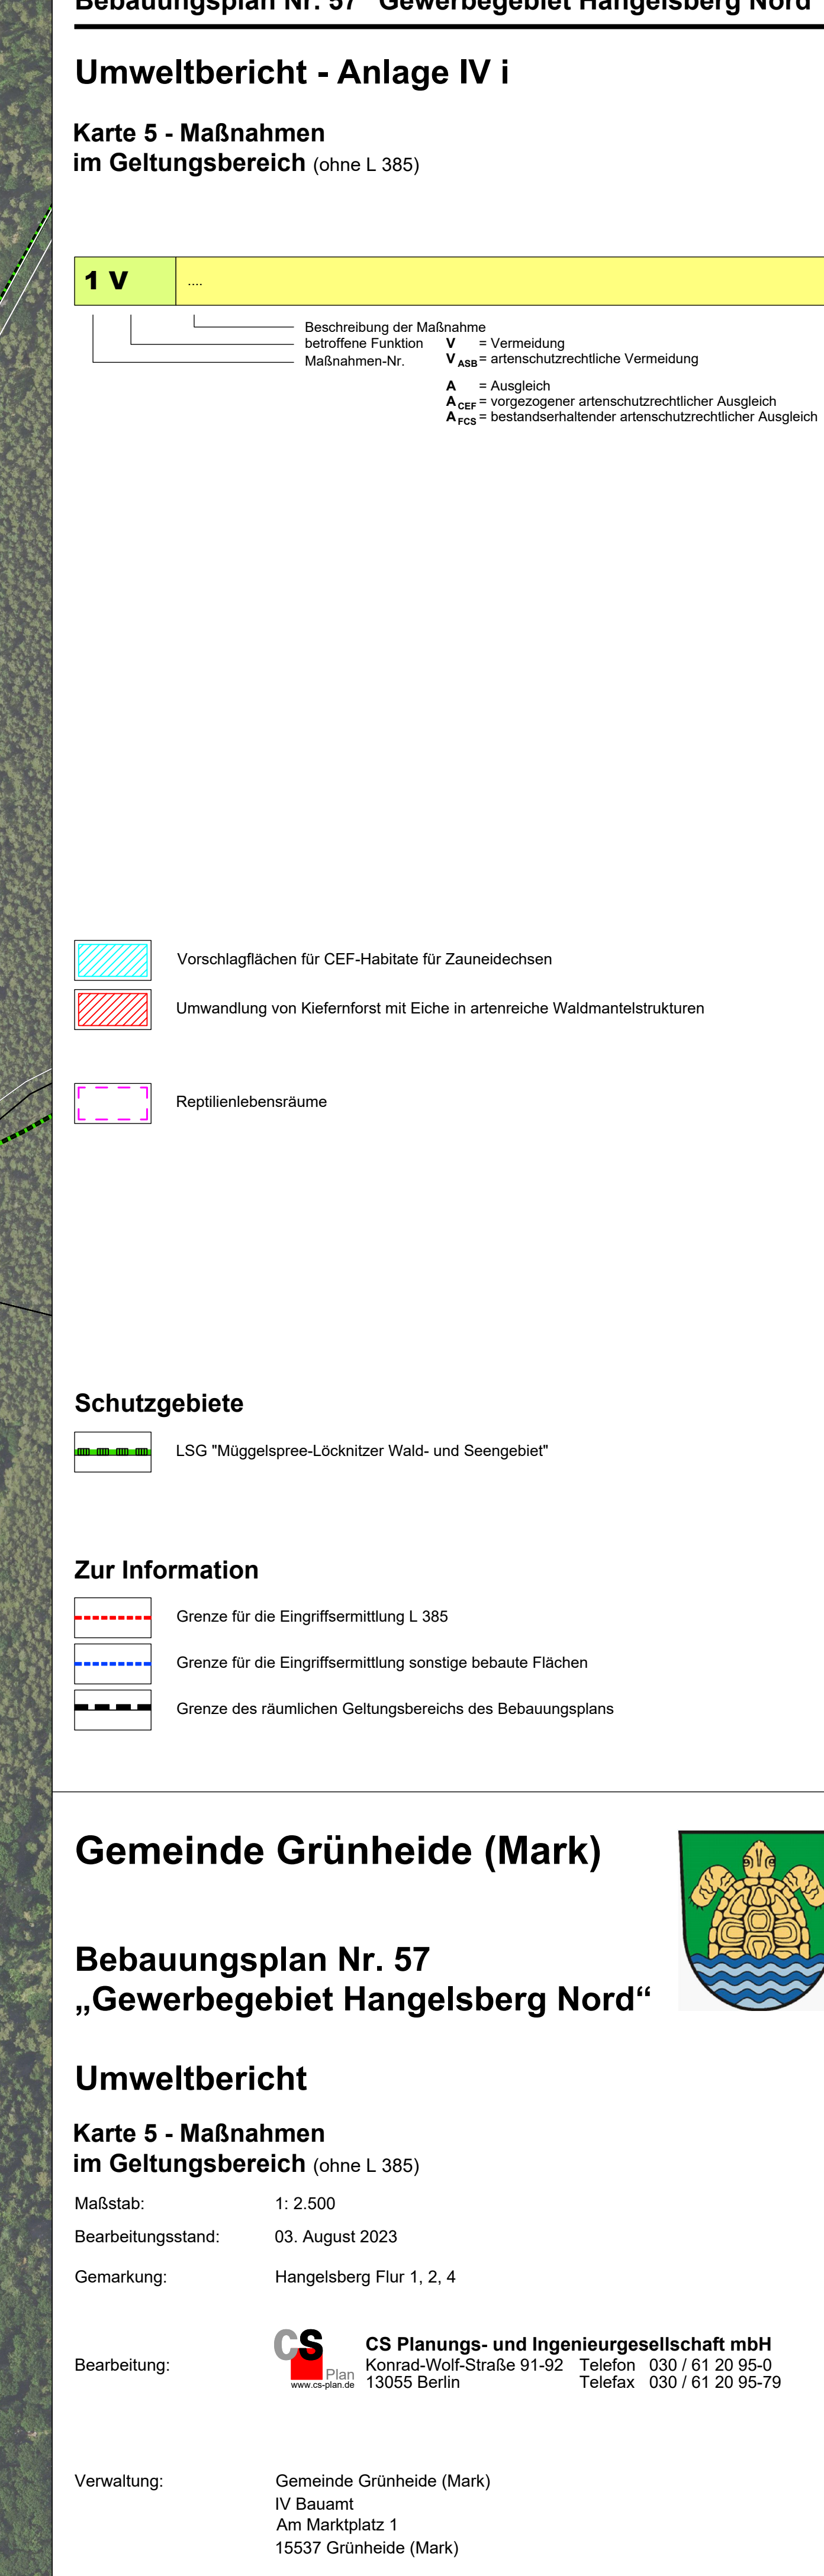 Bebauungsplan Nr. 57 "Gewerbegebiet Hangelsberg Nord"
Umweltbericht - Anlage IV i
Karte 5 - Maßnahmen
im Geltungsbereich (ohne L 385)
1 V ....
Beschreibung der Maßnahme
betroffene Funktion V = Vermeidung
Maßnahmen-Nr. V ASB = artenschutzrechtliche Vermeidung
A = Ausgleich
A CEF = vorgezogener artenschutzrechtlicher Ausgleich
A FCS = bestandserhaltender artenschutzrechtlicher Ausgleich
Vorschlagflächen für CEF-Habitate für Zauneidechsen
Umwandlung von Kiefernforst mit Eiche in artenreiche Waldmantelstrukturen
Reptilienlebensräume
Schutzgebiete
LSG "Müggelspree-Löcknitzer Wald- und Seengebiet"
Zur Information
Grenze für die Eingriffsermittlung L 385
Grenze für die Eingriffsermittlung sonstige bebaute Flächen
Grenze des räumlichen Geltungsbereichs des Bebauungsplans
Gemeinde Grünheide (Mark)
Bebauungsplan Nr. 57
„Gewerbegebiet Hangelsberg Nord“
Umweltbericht
Karte 5 - Maßnahmen
im Geltungsbereich (ohne L 385)
Maßstab: 1: 2.500
Bearbeitungsstand: 03. August 2023
Gemarkung: Hangelsberg Flur 1, 2, 4
Bearbeitung:
CS
Plan
www.cs-plan.de
CS Planungs- und Ingenieurgesellschaft mbH
Konrad-Wolf-Straße 91-92 Telefon 030 / 61 20 95-0
13055 Berlin Telefax 030 / 61 20 95-79
Verwaltung: Gemeinde Grünheide (Mark)
IV Bauamt
Am Marktplatz 1
15537 Grünheide (Mark)